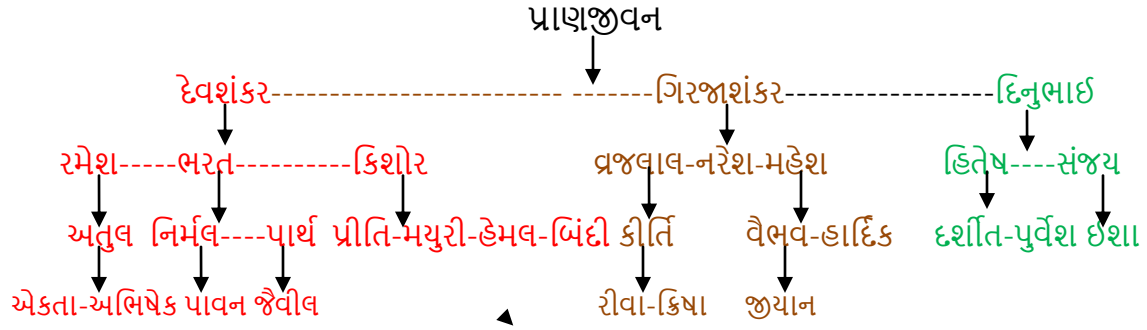 પ્રાણજીવન
દેવશંકર---------------------- ------ગિરજાશંકર----------------દિનુભાઈ
રમેશ-----ભરત---------કિશોર વ્રજલાલ-નરેશ-મહેશ હિતેષ----સંજય
અતુલ નિર્મલ----પાર્થ પ્રીતિ-મયુરી-હેમલ-બિંદી કીર્તિ વૈભવ-હાર્દિક દર્શીત-પુર્વેશ ઈશા
એકતા-અભિષેક પાવન જૈવીલ રીવા-ક્રિષા જીયાન